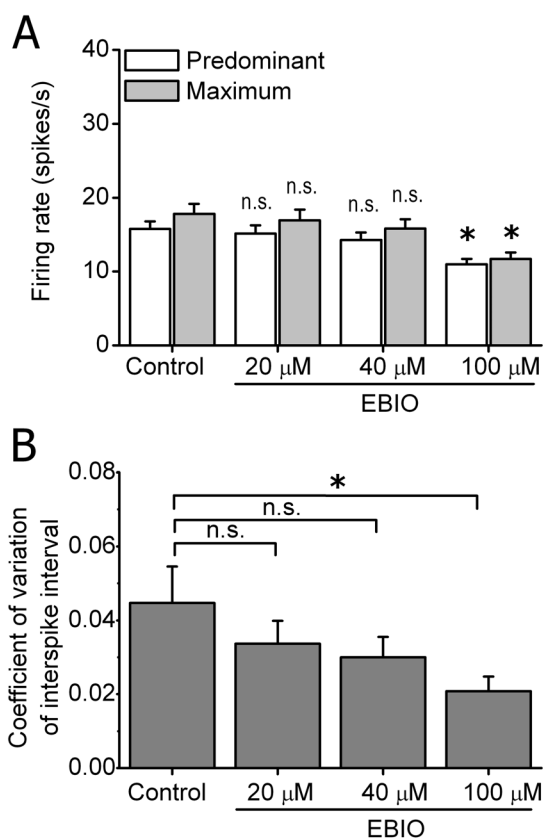 A
40
Predominant
Maximum
30
Firing rate (spikes/s)
20
n.s.
n.s.
n.s.
n.s.
*
*
10
0
Control
20 μM
40 μM
100 μM
EBIO
B
0.08
*
n.s.
n.s.
0.06
Coefficient of variation
of interspike interval
0.04
0.02
0.00
Control
20 μM
40 μM
100 μM
EBIO